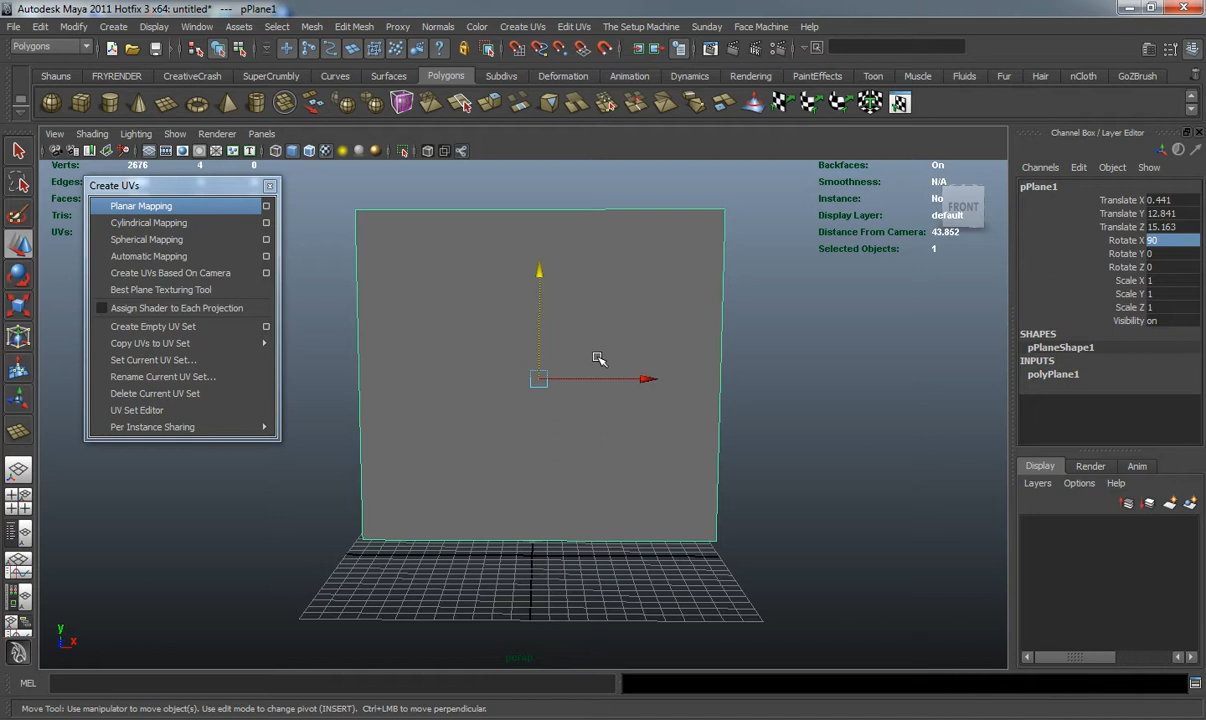 Autodesk Maya 2011 Hotfix 3 x64: untitled* --- pPlane1
File Edit Modify Create Display Window Assets Select Mesh Edit Mesh Proxy Normals Color Create UVs Edit UVs The Setup Machine Sunday Face Machine Help
Polygons
Shauns FRYRENDER CreativeCrash SuperCrumbly Curves Surfaces Polygons Subdivs Deformation Animation Dynamics Rendering PaintEffects Toon Muscle Fluids Fur Hair nCloth GoZBrush
Channel Box / Layer Editor
View Shading Lighting Show Renderer Panels
Channels Edit Object Show
Verts: 2676 4 0
Edges:
Faces:
Tris:
UVs:
Create UVs
Planar Mapping
Cylindrical Mapping
Spherical Mapping
Automatic Mapping
Create UVs Based On Camera
Best Plane Texturing Tool
Assign Shader to Each Projection
Create Empty UV Set
Copy UVs to UV Set
Set Current UV Set...
Rename Current UV Set...
Delete Current UV Set
UV Set Editor
Per Instance Sharing
Backfaces: On
Smoothness: N/A
Instance: No
Display Layer: default
Distance From Camera: 43.852
Selected Objects: 1
FRONT
pPlane1
Translate X 0.441
Translate Y 12.841
Translate Z 15.163
Rotate X 90
Rotate Y 0
Rotate Z 0
Scale X 1
Scale Y 1
Scale Z 1
Visibility on
SHAPES
pPlaneShape1
INPUTS
polyPlane1
Display Render Anim
Layers Options Help
y
x
persp
MEL
Move Tool: Use manipulator to move object(s). Use edit mode to change pivot (INSERT). Ctrl+LMB to move perpendicular.